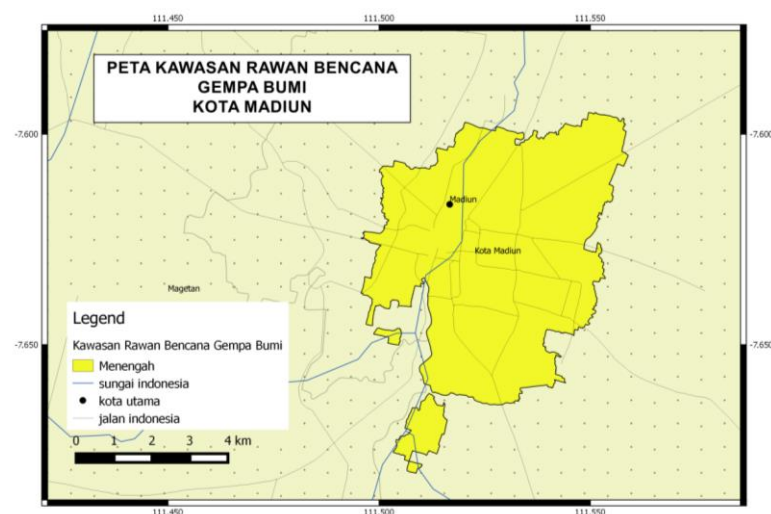 111.450 111.500 111.550
PETA KAWASAN RAWAN BENCANA
GEMPA BUMI
KOTA MADIUN
-7.600 -7.600
Madiun
Kota Madiun
Magetan
-7.650 -7.650
Legend
Kawasan Rawan Bencana Gempa Bumi
Menengah
sungai indonesia
kota utama
jalan indonesia
0 1 2 3 4 km
111.450 111.500 111.550